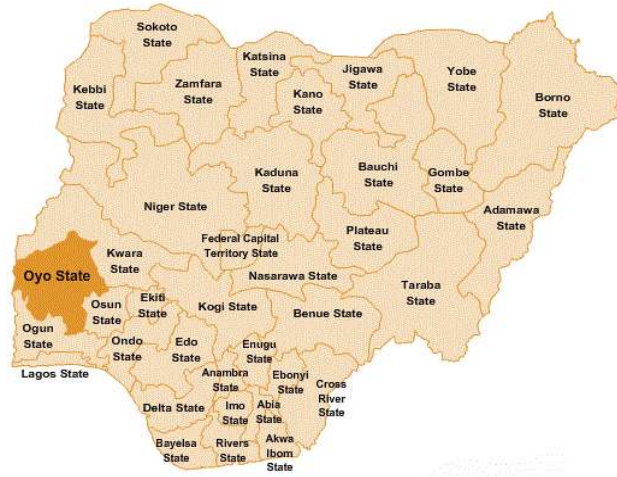 Sokoto
State
Katsina
State
Jigawa
State
Yobe
State
Kebbi
State
Zamfara
State
Kano
State
Borno
State
Kaduna
State
Bauchi
State
Gombe
State
Niger State
Adamawa
State
Federal Capital
Territory State
Plateau
State
Kwara
State
Oyo State
Nasarawa State
Taraba
State
Osun
State
Ekiti
State
Kogi State
Benue State
Ogun
State
Ondo
State
Edo
State
Enugu
State
Lagos State
Anambra
State
Ebonyi
State
Cross
River
State
Delta State
Imo
State
Abia
State
Bayelsa
State
Rivers
State
Akwa
Ibom
State